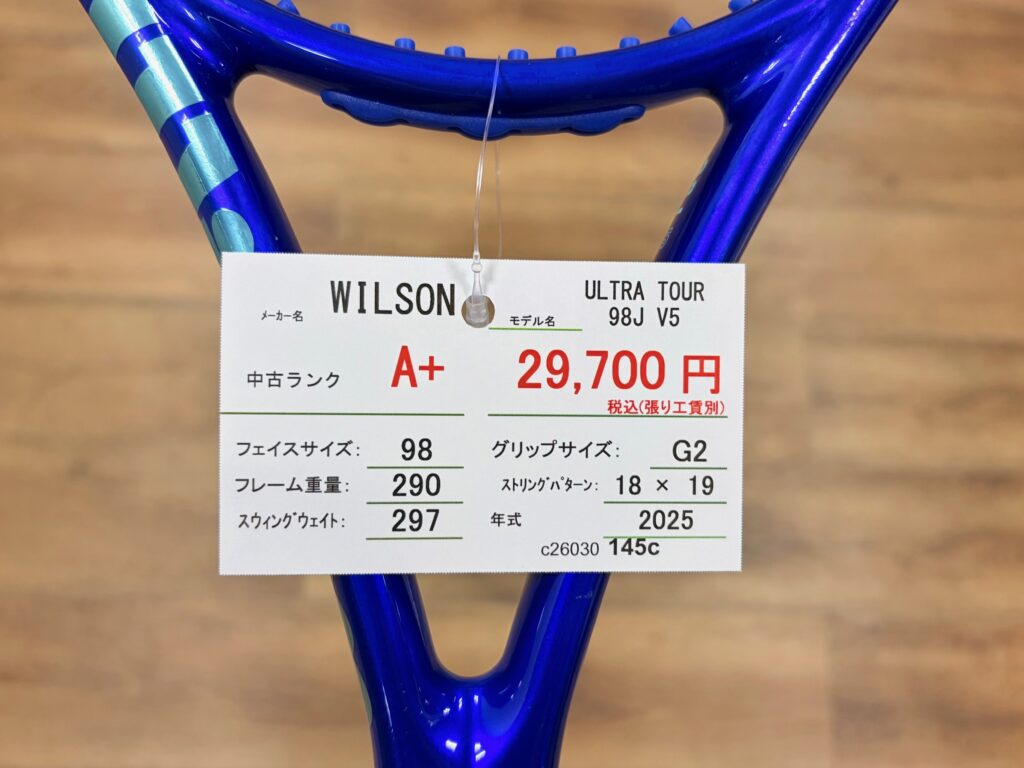 メーカー名 WILSON
モデル名 ULTRA TOUR
98J V5
中古ランク A+
29,700 円
税込(張り工賃別)
フェイスサイズ: 98
グリップサイズ: G2
フレーム重量: 290
ストリングパターン: 18 × 19
スウィングウェイト: 297
年式 2025
c26030 145c